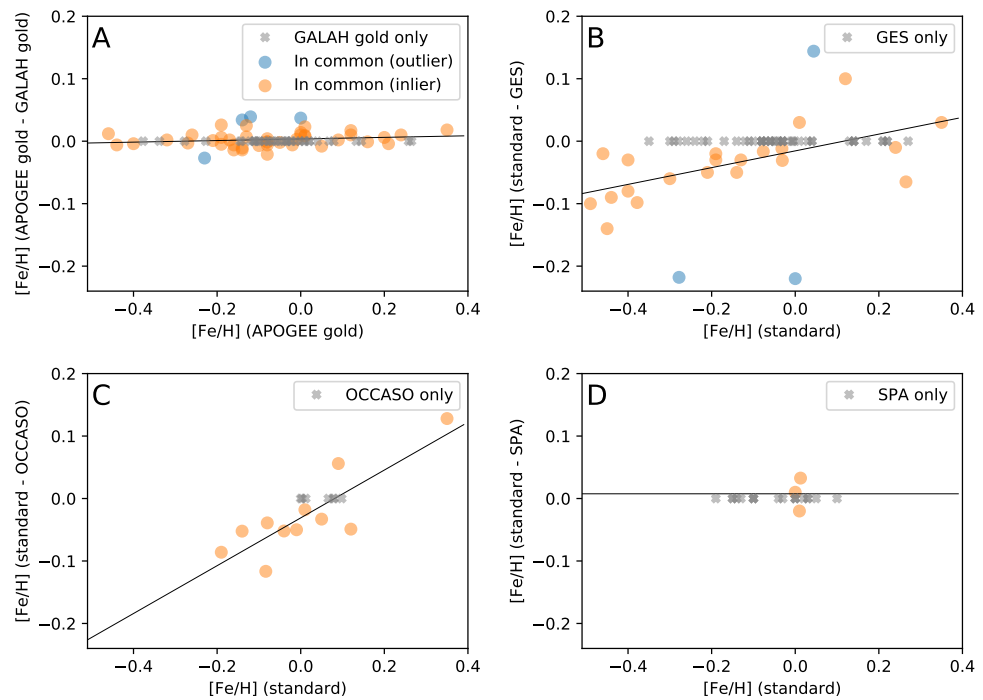 A
GALAH gold only
In common (outlier)
In common (inlier)
0.2
0.1
0.0
−0.1
−0.2
[Fe/H] (APOGEE gold - GALAH gold)
−0.4
−0.2
0.0
0.2
0.4
[Fe/H] (APOGEE gold)
B
GES only
0.2
0.1
0.0
−0.1
−0.2
[Fe/H] (standard - GES)
−0.4
−0.2
0.0
0.2
0.4
[Fe/H] (standard)
C
OCCASO only
0.2
0.1
0.0
−0.1
−0.2
[Fe/H] (standard - OCCASO)
−0.4
−0.2
0.0
0.2
0.4
[Fe/H] (standard)
D
SPA only
0.2
0.1
0.0
−0.1
−0.2
[Fe/H] (standard - SPA)
−0.4
−0.2
0.0
0.2
0.4
[Fe/H] (standard)